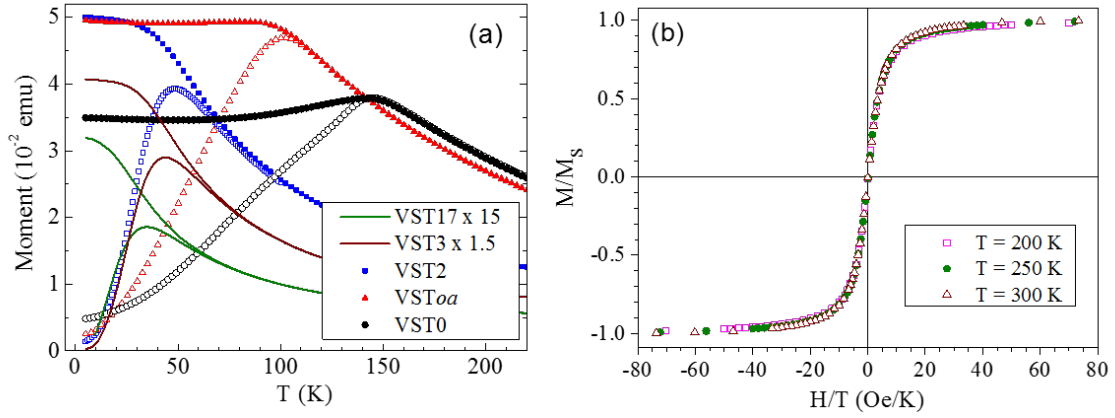 (a)
5
4
3
2
1
0
Moment (10⁻² emu)
0 50 100 150 200
T (K)
VST17 x 15
VST3 x 1.5
VST2
VSToa
VST0
(b)
1.0
0.5
0.0
-0.5
-1.0
M/Mₛ
-80 -60 -40 -20 0 20 40 60 80
H/T (Oe/K)
T = 200 K
T = 250 K
T = 300 K